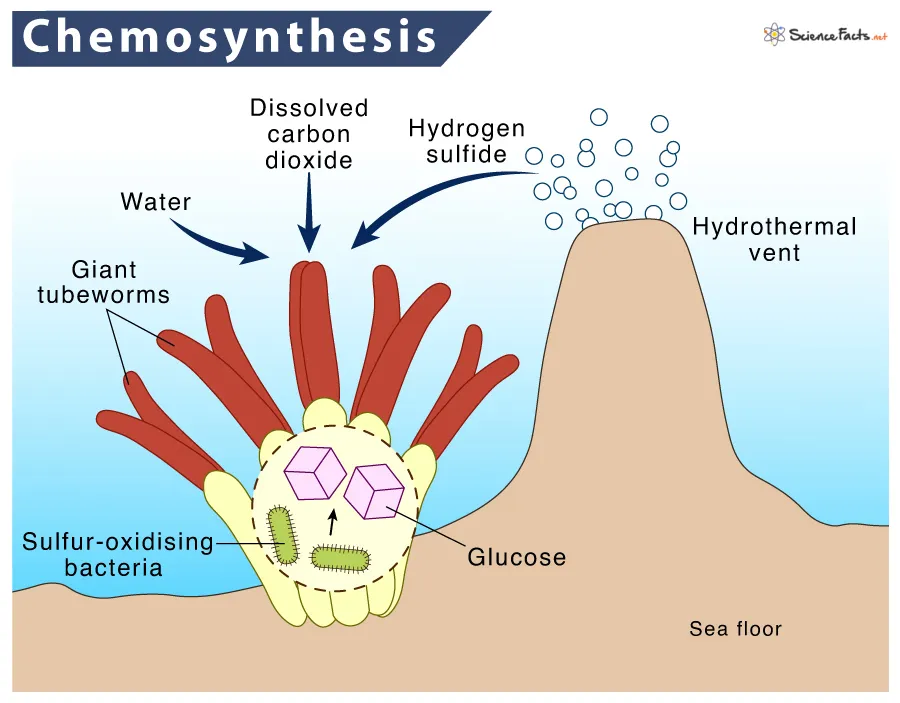 Chemosynthesis
ScienceFacts.net
Dissolved
carbon
dioxide
Hydrogen
sulfide
Water
Hydrothermal
vent
Giant
tubeworms
Sulfur-oxidising
bacteria
Glucose
Sea floor